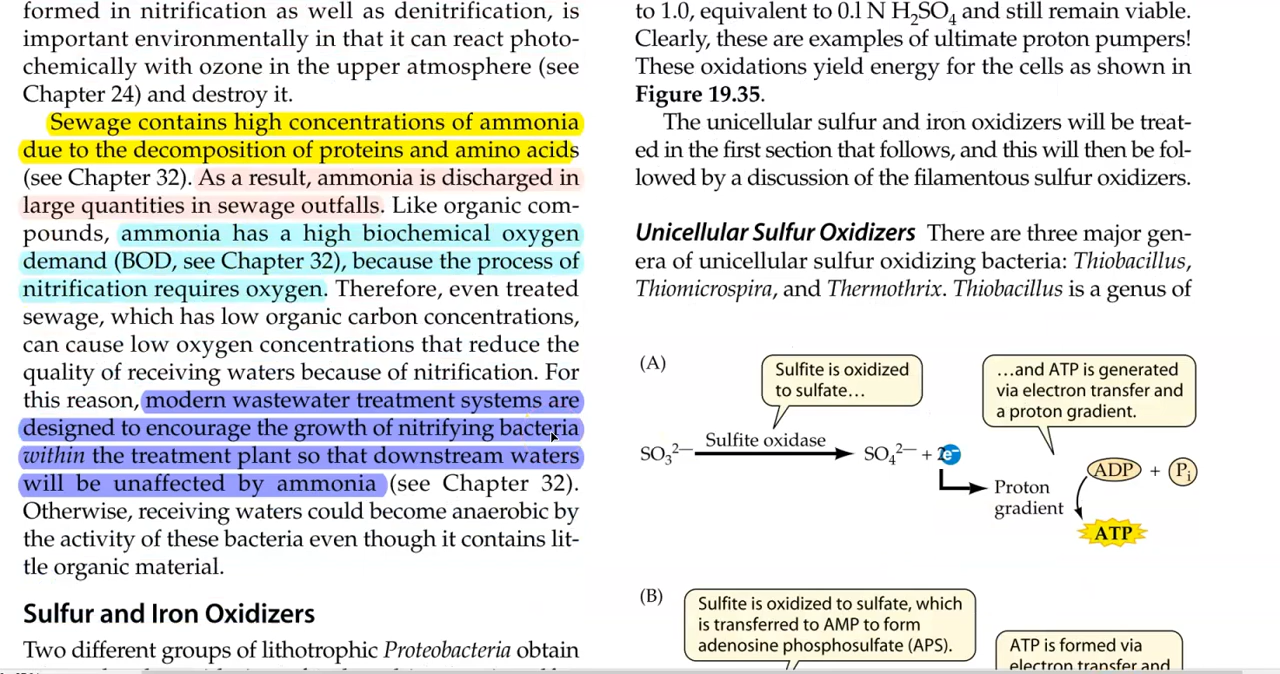 formed in nitrification as well as denitrification, is
important environmentally in that it can react photo-
chemically with ozone in the upper atmosphere (see
Chapter 24) and destroy it.
Sewage contains high concentrations of ammonia
due to the decomposition of proteins and amino acids
(see Chapter 32). As a result, ammonia is discharged in
large quantities in sewage outfalls. Like organic com-
pounds, ammonia has a high biochemical oxygen
demand (BOD, see Chapter 32), because the process of
nitrification requires oxygen. Therefore, even treated
sewage, which has low organic carbon concentrations,
can cause low oxygen concentrations that reduce the
quality of receiving waters because of nitrification. For
this reason, modern wastewater treatment systems are
designed to encourage the growth of nitrifying bacteria
within the treatment plant so that downstream waters
will be unaffected by ammonia (see Chapter 32).
Otherwise, receiving waters could become anaerobic by
the activity of these bacteria even though it contains lit-
tle organic material.
Sulfur and Iron Oxidizers
Two different groups of lithotrophic Proteobacteria obtain
to 1.0, equivalent to 0.1 N H₂SO₄ and still remain viable.
Clearly, these are examples of ultimate proton pumpers!
These oxidations yield energy for the cells as shown in
Figure 19.35.
The unicellular sulfur and iron oxidizers will be treat-
ed in the first section that follows, and this will then be fol-
lowed by a discussion of the filamentous sulfur oxidizers.
Unicellular Sulfur Oxidizers There are three major gen-
era of unicellular sulfur oxidizing bacteria: Thiobacillus,
Thiomicrospira, and Thermothrix. Thiobacillus is a genus of
(A)
Sulfite is oxidized
to sulfate…
…and ATP is generated
via electron transfer and
a proton gradient.
SO₃²⁻ Sulfite oxidase SO₄²⁻ + 2e⁻
Proton
gradient
ADP + Pᵢ
ATP
(B)
Sulfite is oxidized to sulfate, which
is transferred to AMP to form
adenosine phosphosulfate (APS).
ATP is formed via
electron transfer and